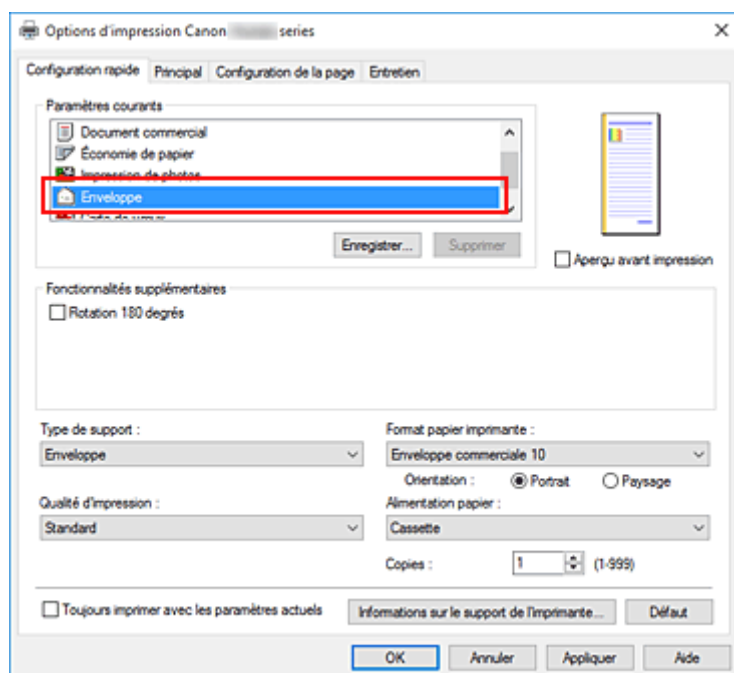 Options d'impression Canon series
Configuration rapide Principal Configuration de la page Entretien
Paramètres courants
Document commercial
Économie de papier
Impression de photos
Enveloppe
Enregistrer... Supprimer
Aperçu avant impression
Fonctionnalités supplémentaires
Rotation 180 degrés
Type de support : Format papier imprimante :
Enveloppe Enveloppe commerciale 10
Orientation : Portrait Paysage
Qualité d'impression : Alimentation papier :
Standard Cassette
Copies : 1 (1-999)
Toujours imprimer avec les paramètres actuels Informations sur le support de l'imprimante... Défaut
OK Annuler Appliquer Aide